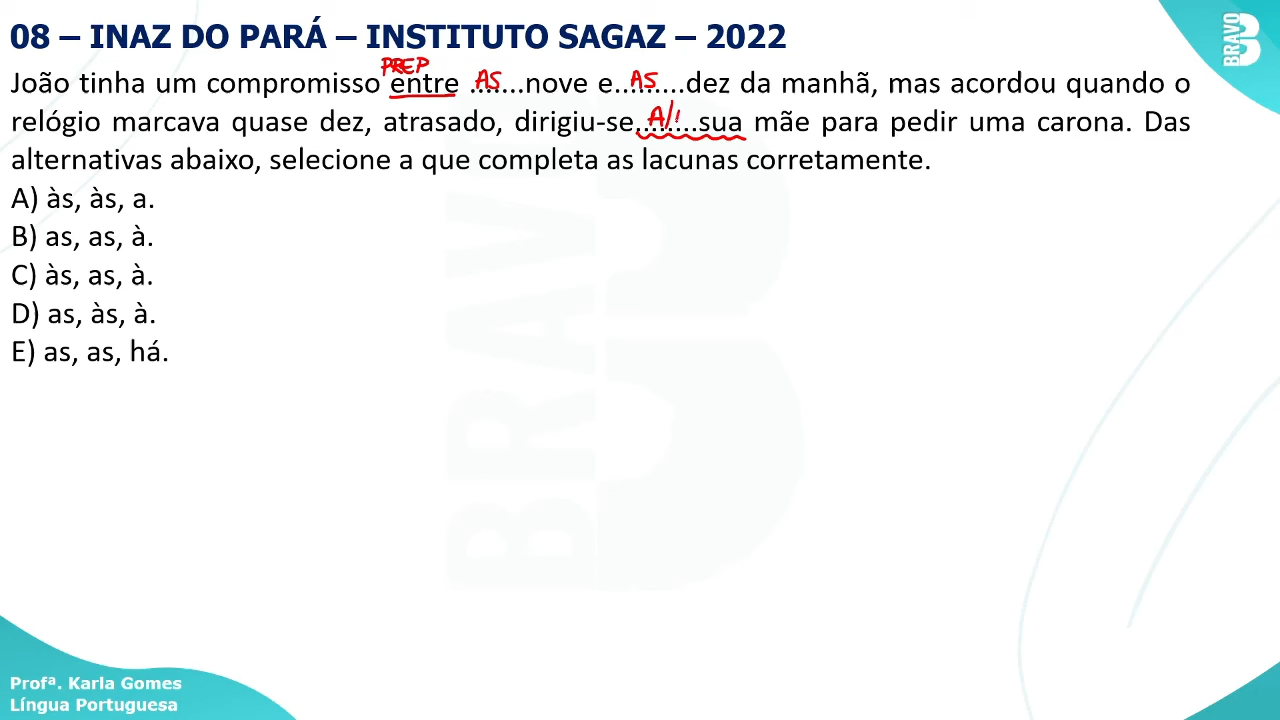 08 – INAZ DO PARÁ – INSTITUTO SAGAZ – 2022
BRAVO
PREP
AS
AS
João tinha um compromisso entre .......nove e.........dez da manhã, mas acordou quando o
A/
relógio marcava quase dez, atrasado, dirigiu-se........sua mãe para pedir uma carona. Das
alternativas abaixo, selecione a que completa as lacunas corretamente.
A) às, às, a.
B) as, as, à.
C) às, as, à.
D) as, às, à.
E) as, as, há.
BRAVO
Profª. Karla Gomes
Língua Portuguesa